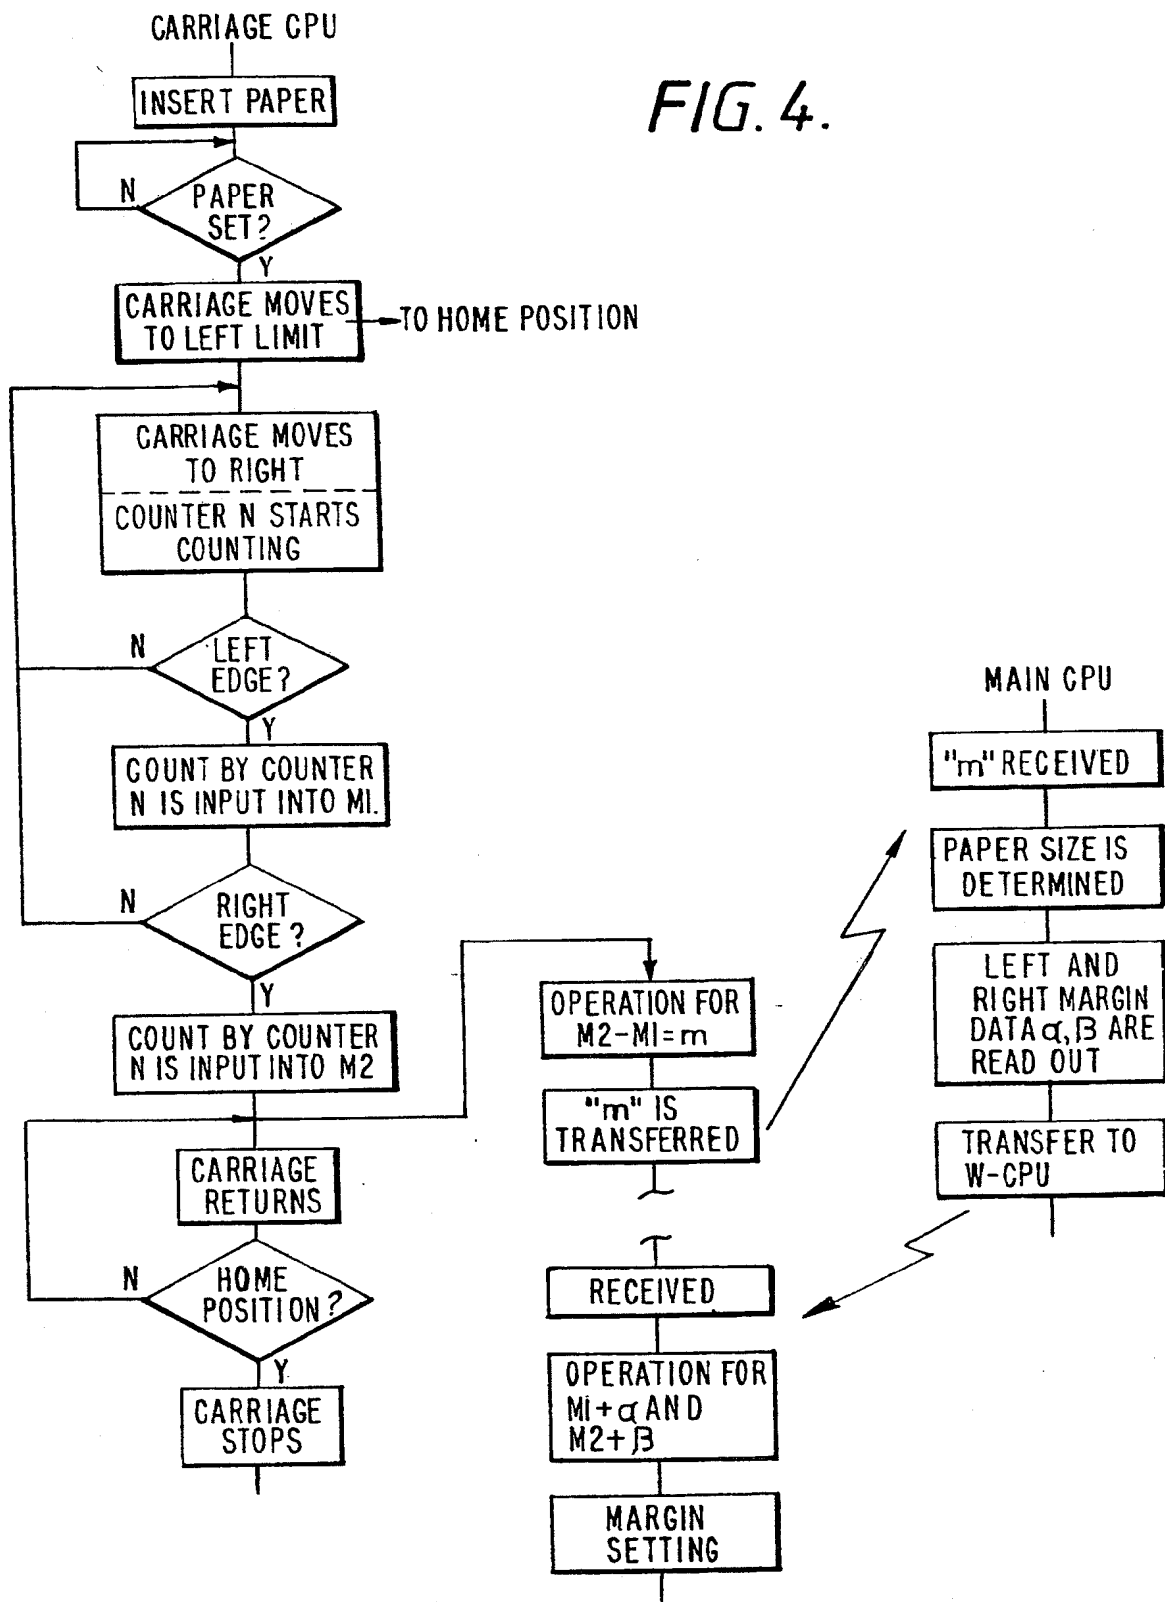 CARRIAGE CPU
FIG. 4.
INSERT PAPER
N
PAPER
SET?
Y
CARRIAGE MOVES
TO LEFT LIMIT
TO HOME POSITION
CARRIAGE MOVES
TO RIGHT
COUNTER N STARTS
COUNTING
N
LEFT
EDGE?
Y
COUNT BY COUNTER
N IS INPUT INTO M1.
N
RIGHT
EDGE?
Y
COUNT BY COUNTER
N IS INPUT INTO M2
CARRIAGE
RETURNS
N
HOME
POSITION?
Y
CARRIAGE
STOPS
OPERATION FOR
M2-M1=m
"m" IS
TRANSFERRED
RECEIVED
OPERATION FOR
M1+α AND
M2+β
MARGIN
SETTING
MAIN CPU
"m" RECEIVED
PAPER SIZE IS
DETERMINED
LEFT AND
RIGHT MARGIN
DATA α,β ARE
READ OUT
TRANSFER TO
W-CPU